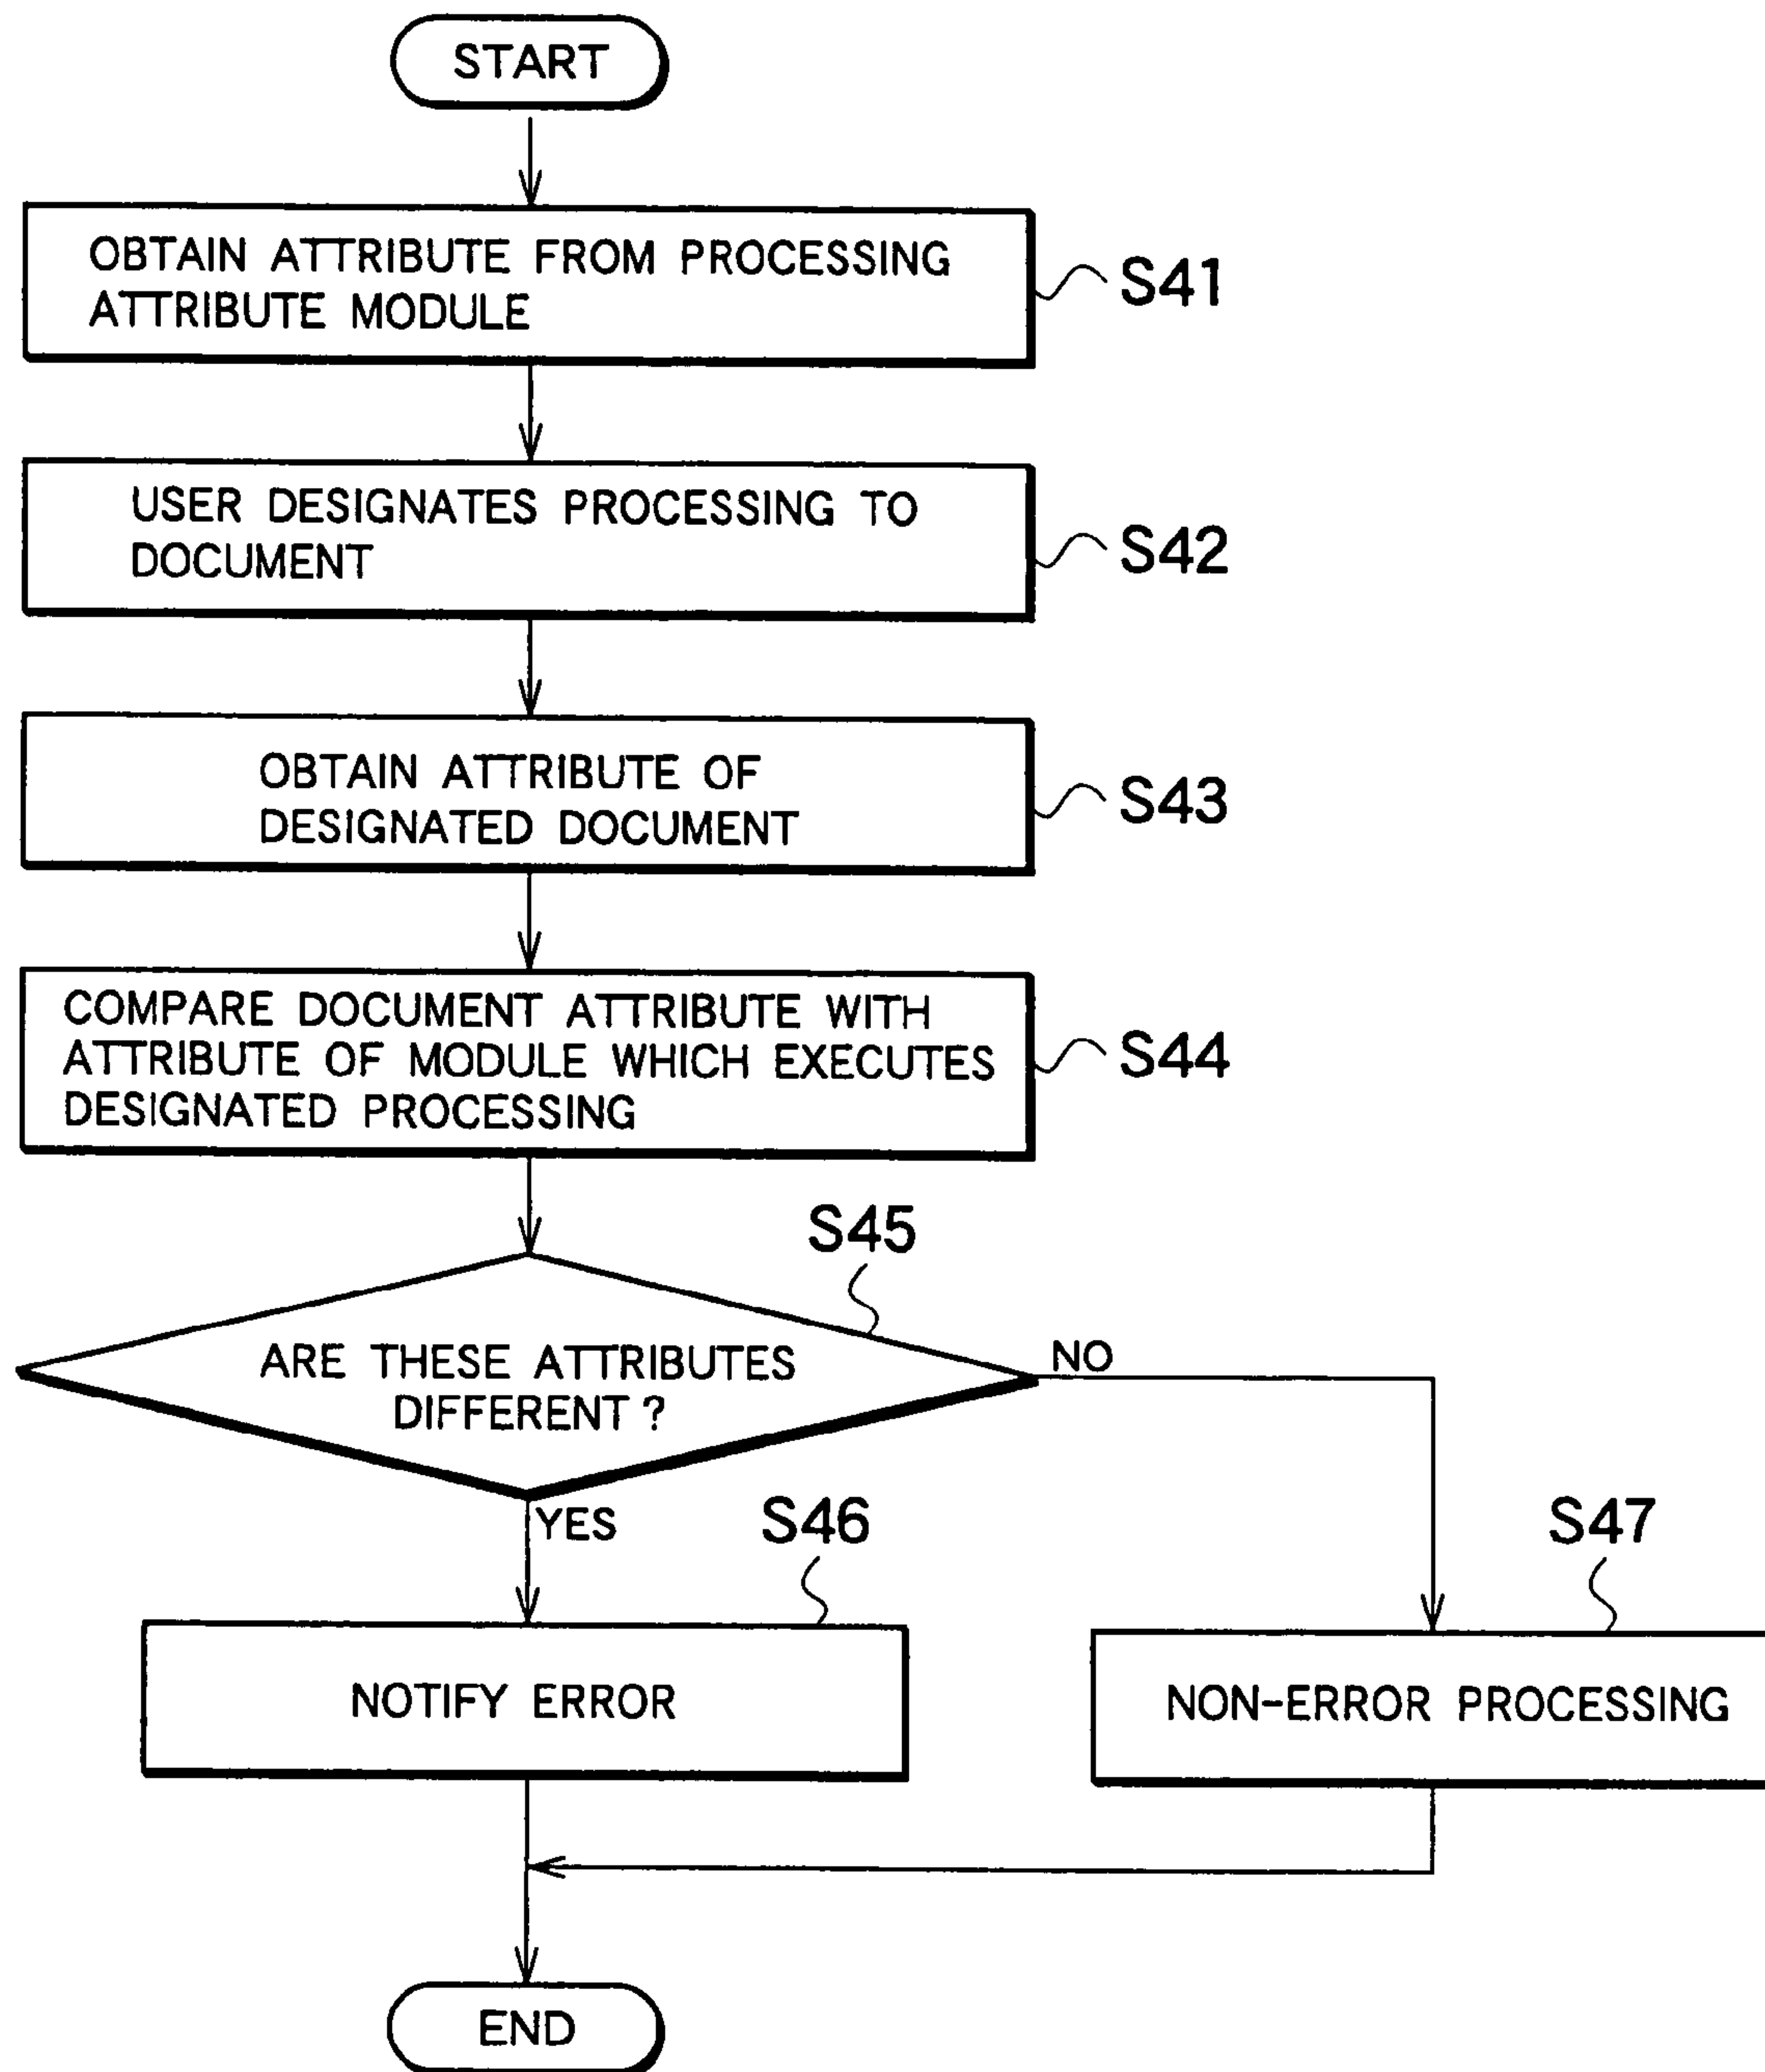 START
OBTAIN ATTRIBUTE FROM PROCESSING
ATTRIBUTE MODULE
S41
USER DESIGNATES PROCESSING TO
DOCUMENT
S42
OBTAIN ATTRIBUTE OF
DESIGNATED DOCUMENT
S43
COMPARE DOCUMENT ATTRIBUTE WITH
ATTRIBUTE OF MODULE WHICH EXECUTES
DESIGNATED PROCESSING
S44
S45
ARE THESE ATTRIBUTES
DIFFERENT ?
NO
YES
S46
NOTIFY ERROR
S47
NON-ERROR PROCESSING
END